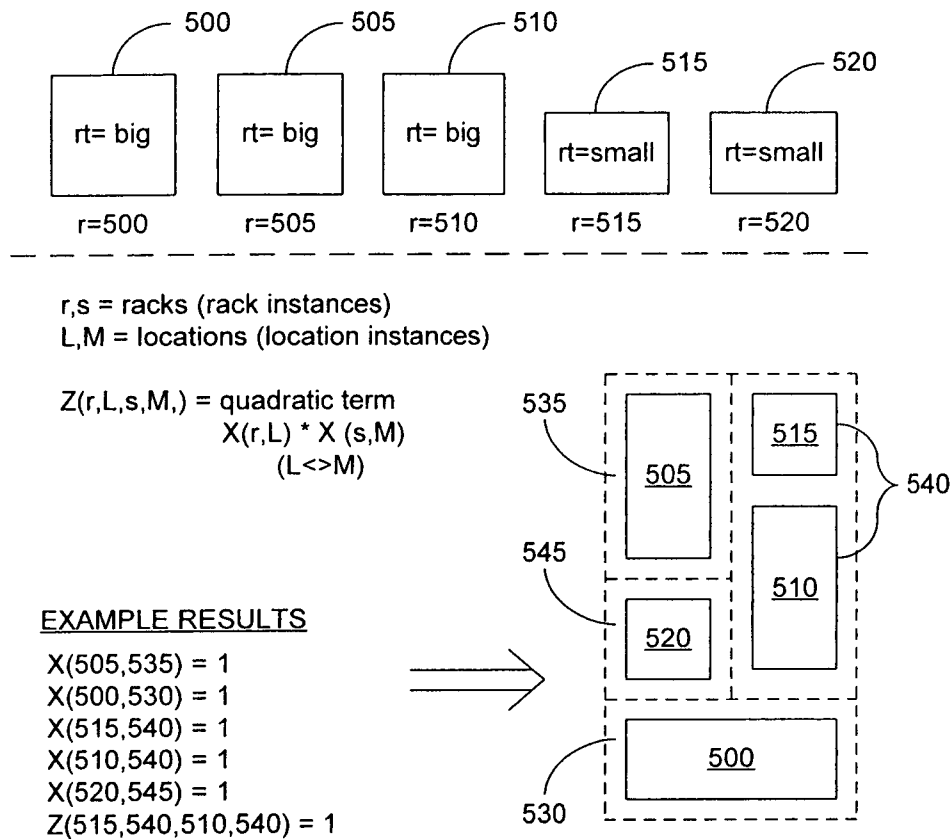 500
505
510
515
520
rt= big
rt= big
rt= big
rt=small
rt=small
r=500
r=505
r=510
r=515
r=520
r,s = racks (rack instances)
L,M = locations (location instances)
Z(r,L,s,M,) = quadratic term
X(r,L) * X (s,M)
(L<>M)
535
505
515
540
545
510
520
EXAMPLE RESULTS
X(505,535) = 1
X(500,530) = 1
X(515,540) = 1
X(510,540) = 1
X(520,545) = 1
Z(515,540,510,540) = 1
500
530